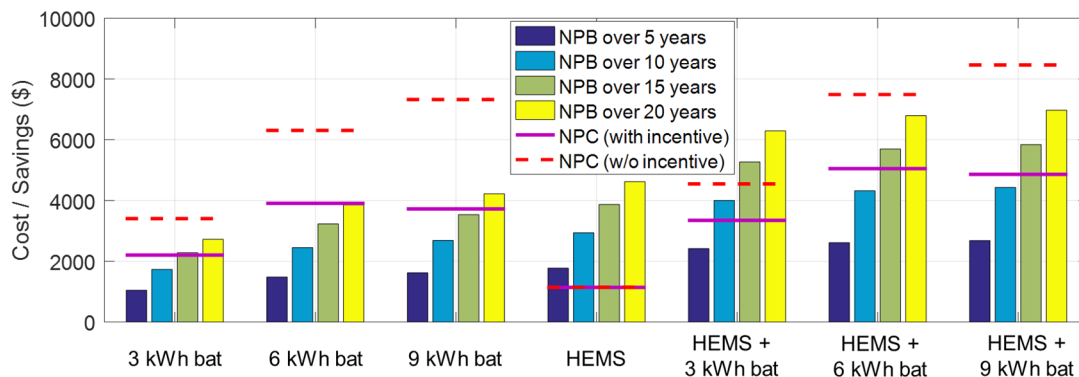 10000
8000
6000
4000
2000
0
Cost / Savings ($)
NPB over 5 years
NPB over 10 years
NPB over 15 years
NPB over 20 years
NPC (with incentive)
NPC (w/o incentive)
3 kWh bat
6 kWh bat
9 kWh bat
HEMS
HEMS +
3 kWh bat
HEMS +
6 kWh bat
HEMS +
9 kWh bat